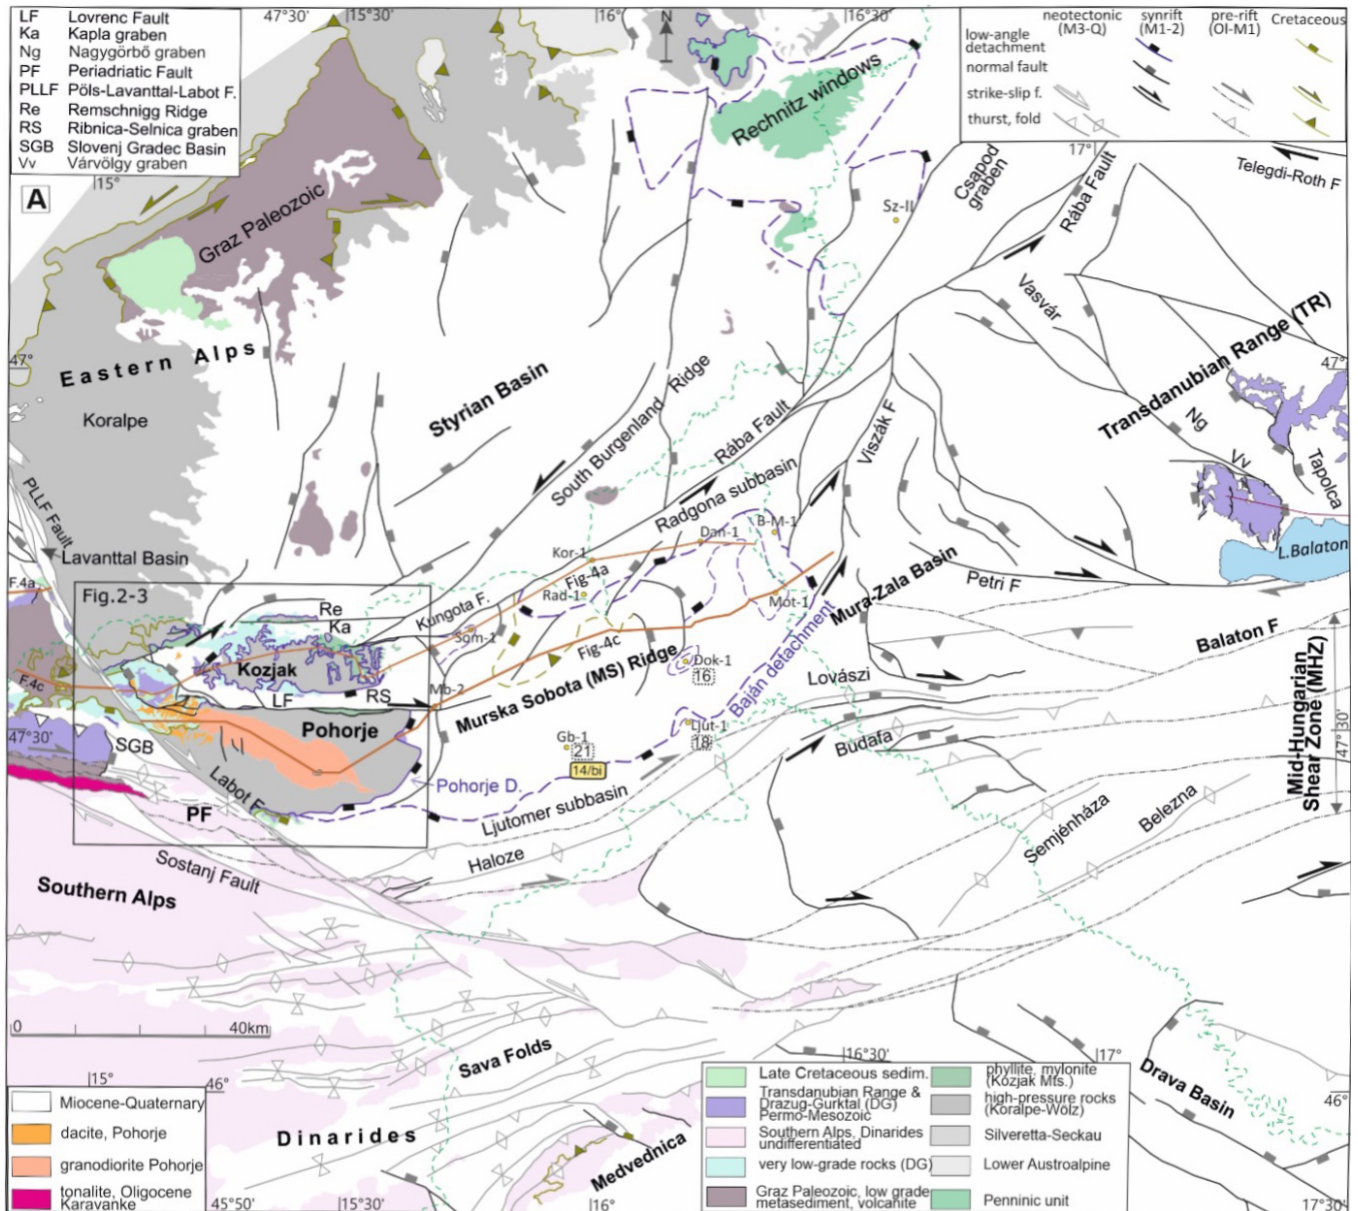 LF Lovrenc Fault
Ka Kapla graben
Ng Nagygörbő graben
PF Periadriatic Fault
PLLF Pöls-Lavanttal-Labot F.
Re Remschnigg Ridge
RS Ribnica-Selnica graben
SGB Slovenj Gradec Basin
Vv Várvölgy graben
47°30'
15°30'
16°
N
16°30'
neotectonic (M3-Q)
synrift (M1-2)
pre-rift (OI-M1)
Cretaceous
low-angle detachment
normal fault
strike-slip f.
thurst, fold
15°
A
17°
Telegdi-Roth F
Rechnitz windows
Csapod graben
Rába Fault
Sz-II
Graz Paleozoic
Vasvár
47°
Eastern Alps
Transdanubian Range (TR)
47°
Koralpe
Styrian Basin
South Burgenland Ridge
Rába Fault
Viszák F
Ng
Vv
Tapolca
PLLF Fault
Radgona subbasin
B-M-1
Dan-1
L.Balaton
Lavanttal Basin
Kor-1
F.4a
Fig.2-3
Fig-4a
Rad-1
Petri F
Mura-Zala Basin
Re
Ka
Kungota F.
Mot-1
Som-1
Fig-4c
Balaton F
Kozjak
Dok-1
16
F.4c
LF
RS
Mb-2
Murska Sobota (MS) Ridge
Baján detachment
Lovászi
Mid-Hungarian Shear Zone (MHZ)
Pohorje
Ljut-1
18
47°30'
SGB
Gb-1
21
14/bi
Budafa
47°30'
Labot F.
Pohorje D.
PF
Ljutomer subbasin
Semjénháza
Belezna
Sostanj Fault
Haloze
Southern Alps
0 40km
Sava Folds
16°30'
17°
Drava Basin
15°
46°
46°
Dinarides
Medvednica
Miocene-Quaternary
dacite, Pohorje
granodiorite Pohorje
tonalite, Oligocene Karavanke
45°50'
15°30'
16°
17°30'
Late Cretaceous sedim.
Transdanubian Range & Drazug-Gurktal (DG) Permo-Mesozoic
Southern Alps, Dinarides undifferentiated
very low-grade rocks (DG)
Graz Paleozoic, low grade metasediment, volcanite
phyllite, mylonite (Kozjak Mts.)
high-pressure rocks (Koralpe-Wölz)
Silveretta-Seckau
Lower Austroalpine
Penninic unit